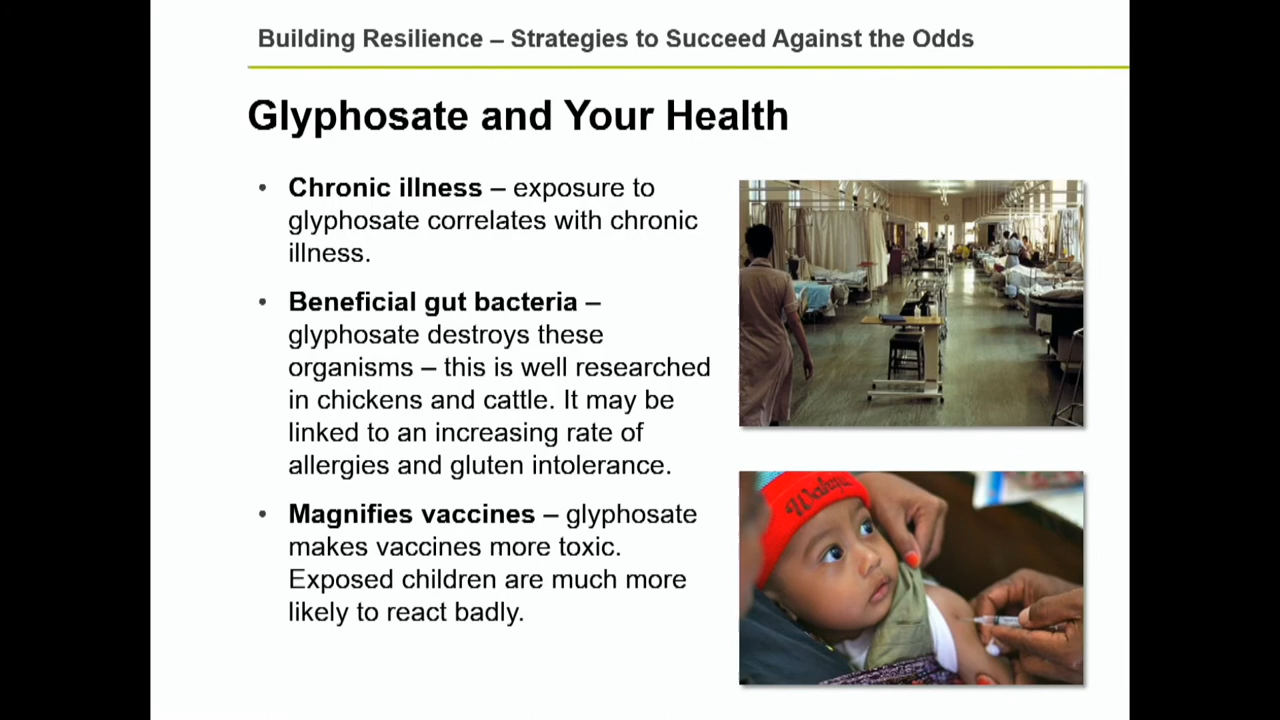 Building Resilience – Strategies to Succeed Against the Odds
Glyphosate and Your Health
• Chronic illness – exposure to
glyphosate correlates with chronic
illness.
• Beneficial gut bacteria –
glyphosate destroys these
organisms – this is well researched
in chickens and cattle. It may be
linked to an increasing rate of
allergies and gluten intolerance.
• Magnifies vaccines – glyphosate
makes vaccines more toxic.
Exposed children are much more
likely to react badly.